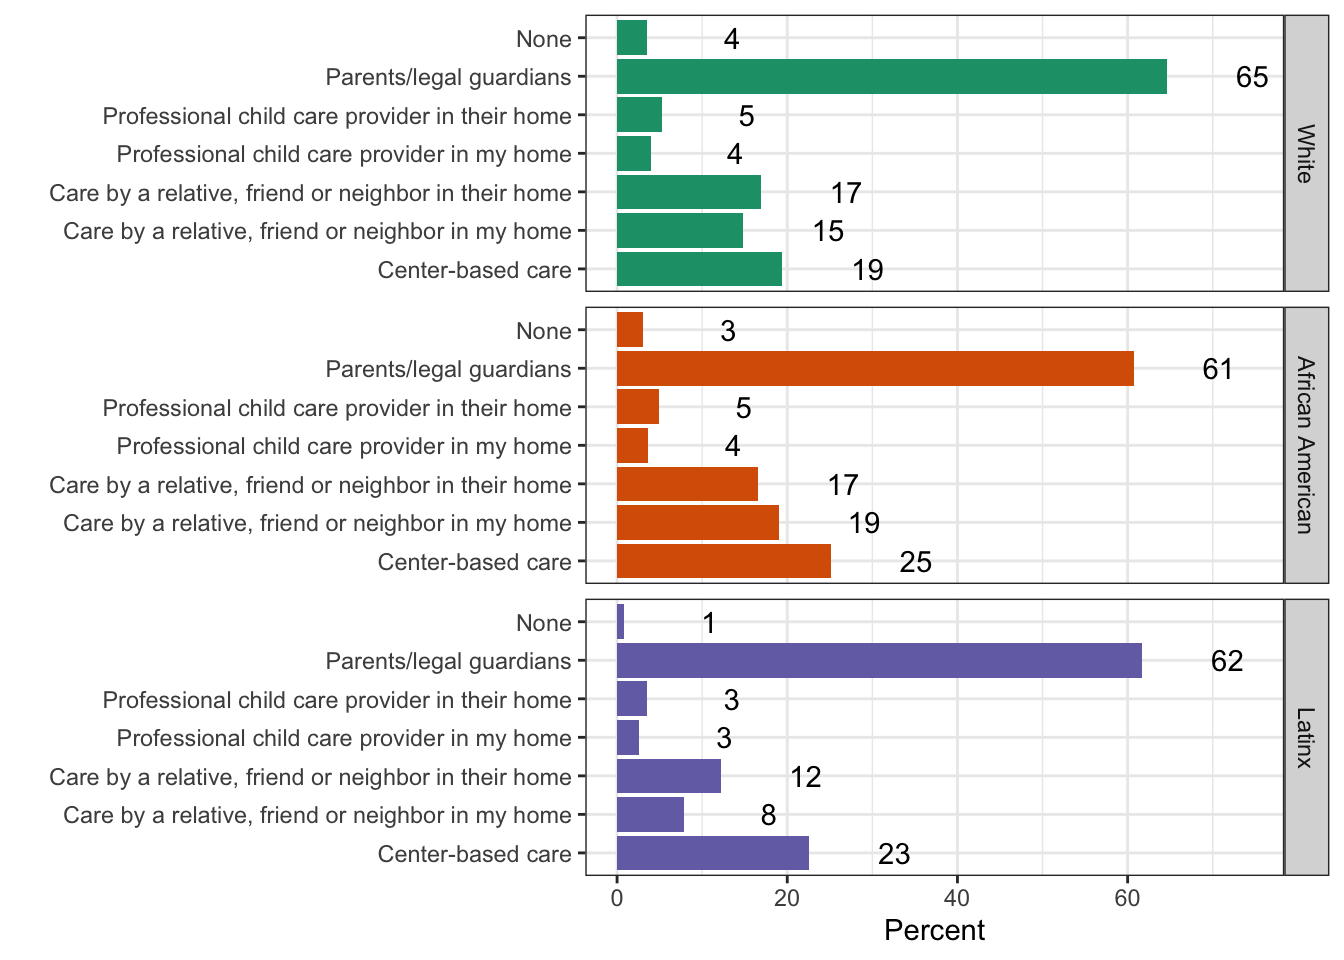 None 4
Parents/legal guardians 65
Professional child care provider in their home 5
Professional child care provider in my home 4
Care by a relative, friend or neighbor in their home 17
Care by a relative, friend or neighbor in my home 15
Center-based care 19
White
None 3
Parents/legal guardians 61
Professional child care provider in their home 5
Professional child care provider in my home 4
Care by a relative, friend or neighbor in their home 17
Care by a relative, friend or neighbor in my home 19
Center-based care 25
African American
None 1
Parents/legal guardians 62
Professional child care provider in their home 3
Professional child care provider in my home 3
Care by a relative, friend or neighbor in their home 12
Care by a relative, friend or neighbor in my home 8
Center-based care 23
Latinx
0 20 40 60
Percent